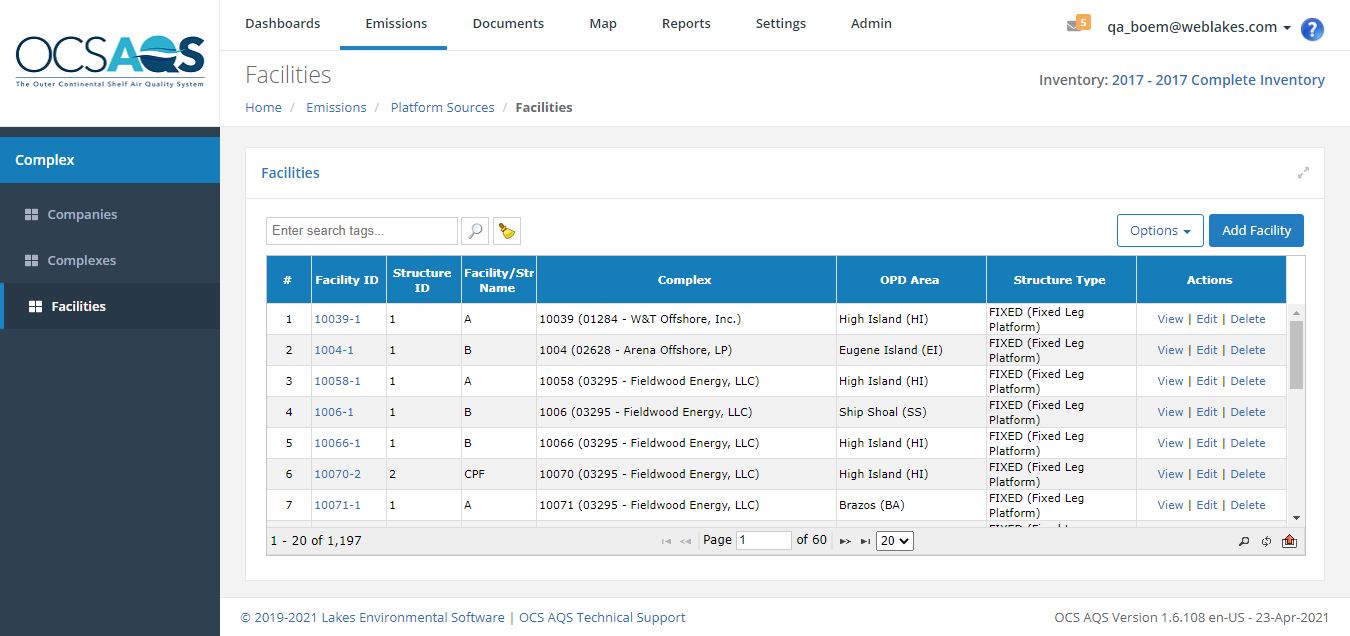 OCSAQS
The Outer Continental Shelf Air Quality System
Dashboards Emissions Documents Map Reports Settings Admin
5 qa_boem@weblakes.com ?
Facilities
Inventory: 2017 - 2017 Complete Inventory
Home / Emissions / Platform Sources / Facilities
Complex
Companies
Complexes
Facilities
Facilities
Enter search tags... Options Add Facility
# Facility ID Structure ID Facility/Str Name Complex OPD Area Structure Type Actions
1 10039-1 1 A 10039 (01284 - W&T Offshore, Inc.) High Island (HI) FIXED (Fixed Leg Platform) View | Edit | Delete
2 1004-1 1 B 1004 (02628 - Arena Offshore, LP) Eugene Island (EI) FIXED (Fixed Leg Platform) View | Edit | Delete
3 10058-1 1 A 10058 (03295 - Fieldwood Energy, LLC) High Island (HI) FIXED (Fixed Leg Platform) View | Edit | Delete
4 1006-1 1 B 1006 (03295 - Fieldwood Energy, LLC) Ship Shoal (SS) FIXED (Fixed Leg Platform) View | Edit | Delete
5 10066-1 1 B 10066 (03295 - Fieldwood Energy, LLC) High Island (HI) FIXED (Fixed Leg Platform) View | Edit | Delete
6 10070-2 2 CPF 10070 (03295 - Fieldwood Energy, LLC) High Island (HI) FIXED (Fixed Leg Platform) View | Edit | Delete
7 10071-1 1 A 10071 (03295 - Fieldwood Energy, LLC) Brazos (BA) FIXED (Fixed Leg Platform) View | Edit | Delete
1 - 20 of 1,197 Page 1 of 60 20
© 2019-2021 Lakes Environmental Software | OCS AQS Technical Support
OCS AQS Version 1.6.108 en-US - 23-Apr-2021